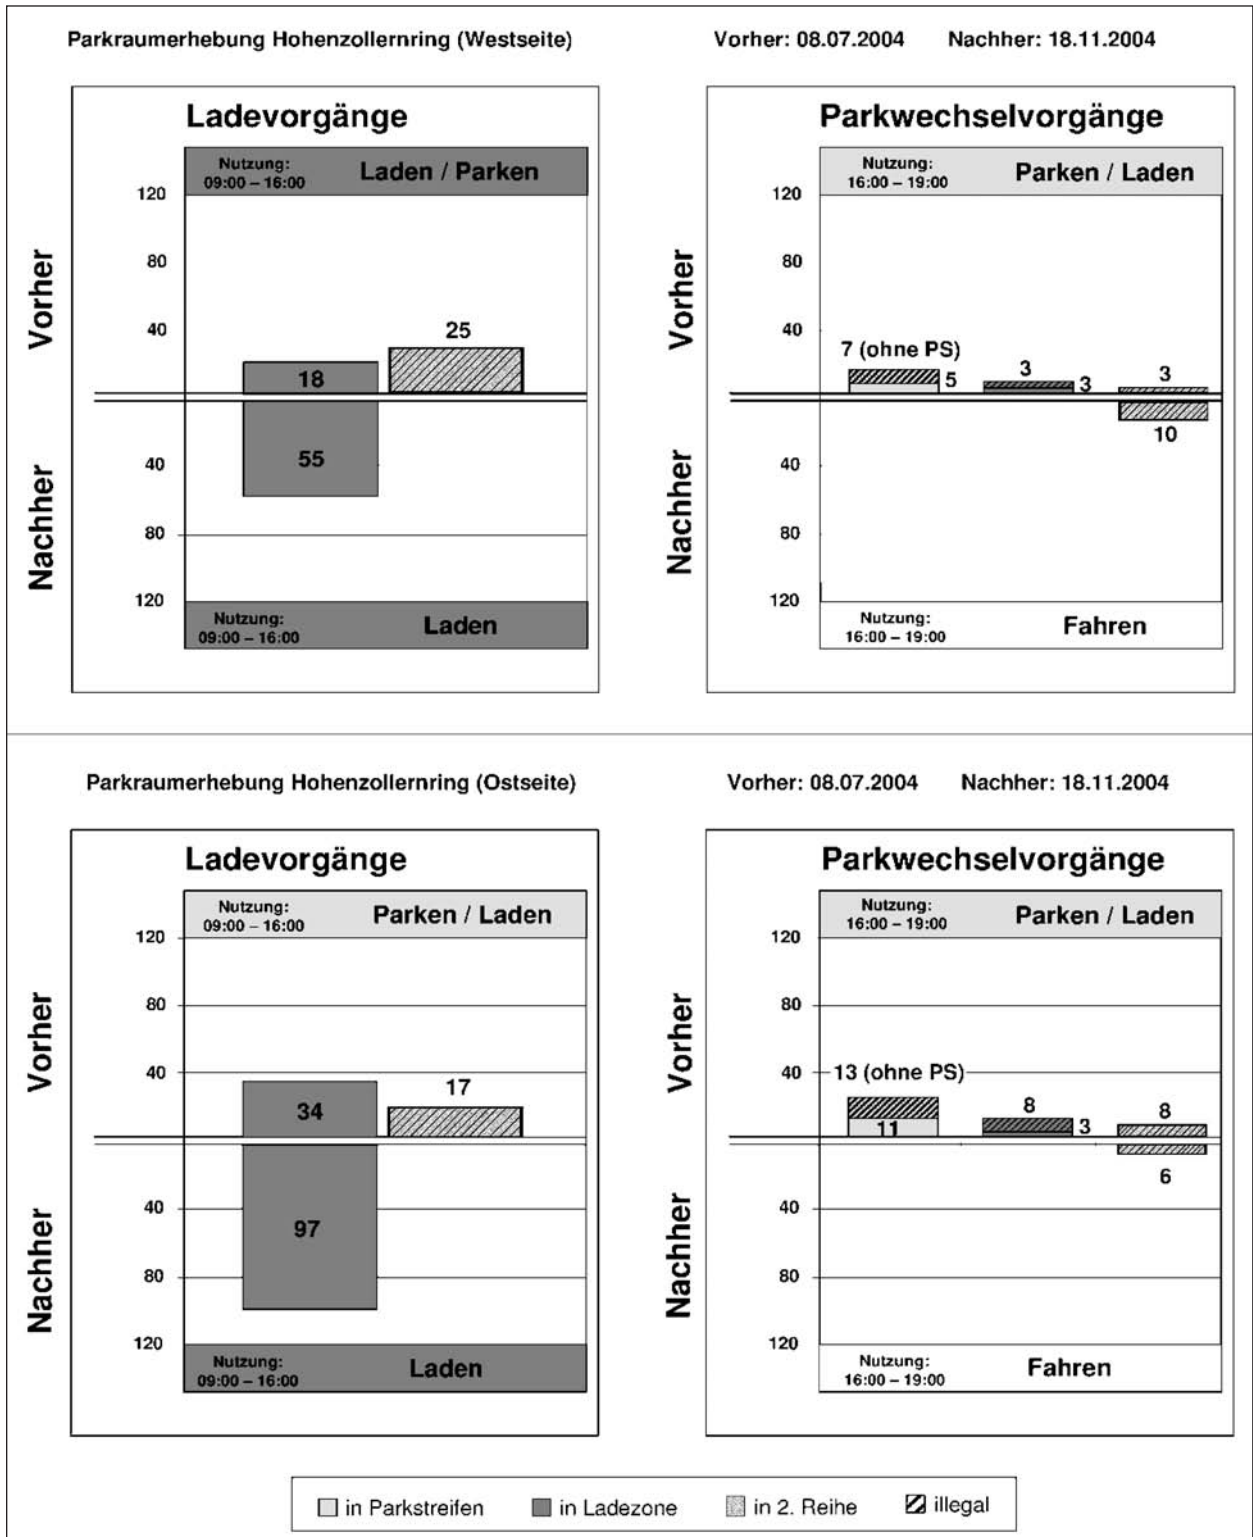 Parkraumerhebung Hohenzollernring (Westseite)
Vorher: 08.07.2004 Nachher: 18.11.2004
Ladevorgänge
Nutzung:
09:00 – 16:00
Laden / Parken
120
80
40
25
18
55
40
80
120
Vorher
Nachher
Nutzung:
09:00 – 16:00
Laden
Parkwechselvorgänge
Nutzung:
16:00 – 19:00
Parken / Laden
120
80
40
7 (ohne PS)
5
3
3
3
10
40
80
120
Vorher
Nachher
Nutzung:
16:00 – 19:00
Fahren
Parkraumerhebung Hohenzollernring (Ostseite)
Vorher: 08.07.2004 Nachher: 18.11.2004
Ladevorgänge
Nutzung:
09:00 – 16:00
Parken / Laden
120
80
40
17
34
97
40
80
120
Vorher
Nachher
Nutzung:
09:00 – 16:00
Laden
Parkwechselvorgänge
Nutzung:
16:00 – 19:00
Parken / Laden
120
80
40
13 (ohne PS)
11
8
3
8
6
40
80
120
Vorher
Nachher
Nutzung:
16:00 – 19:00
Fahren
in Parkstreifen
in Ladezone
in 2. Reihe
illegal